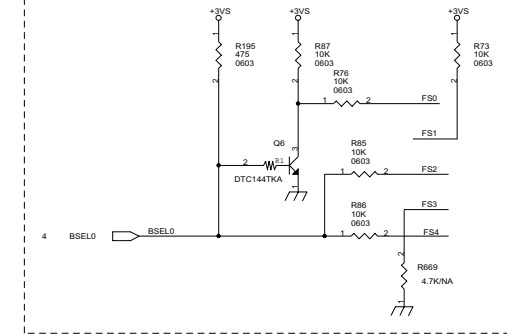 +3VS
+3VS
+3VS
1
1
1
R195
475
0603
R87
10K
0603
R73
10K
0603
2
2
2
R76
10K
0603
1
2
FS0
FS1
Q6
3
2
R1
1
DTC144TKA
R85
10K
0603
1
2
FS2
R86
10K
0603
1
2
FS3
FS4
4
BSEL0
BSEL0
2
R669
4.7K/NA
1